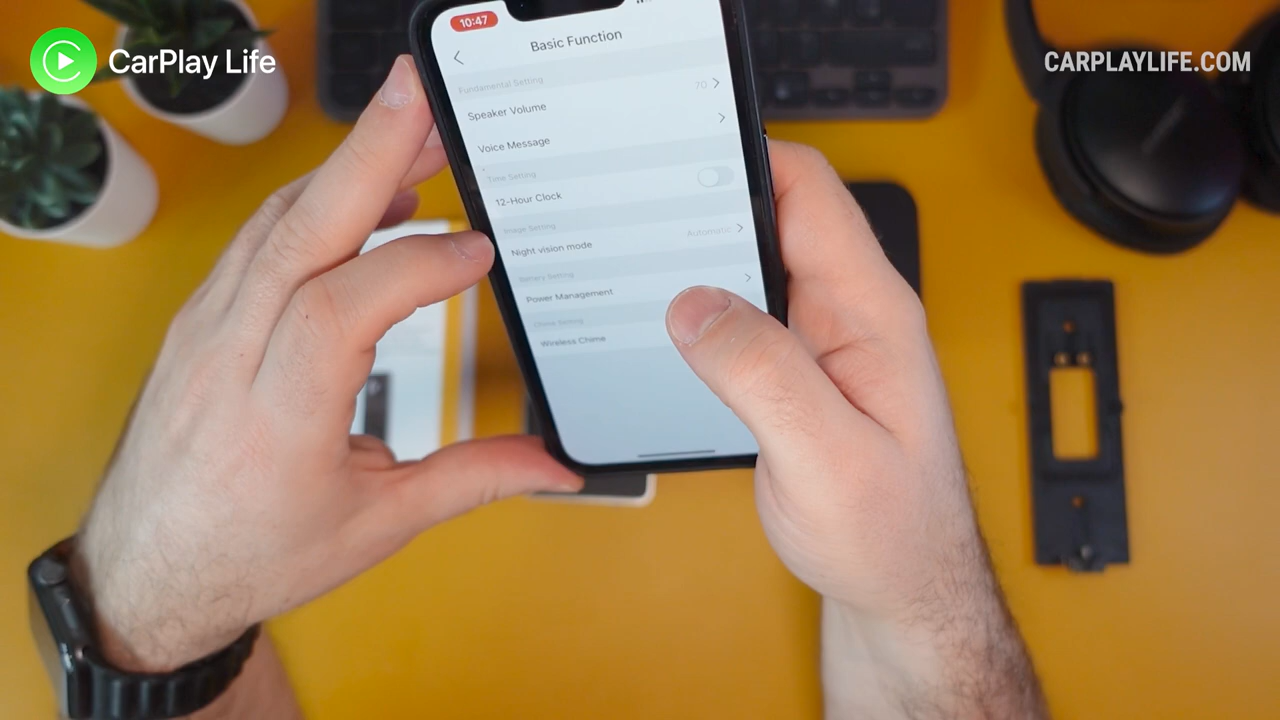 CarPlay Life
CARPLAYLIFE.COM
10:47
Basic Function
Fundamental Setting
Speaker Volume 70
Voice Message
Time Setting
12-Hour Clock
Image Setting
Night vision mode Automatic
Battery Setting
Power Management
Chime Setting
Wireless Chime